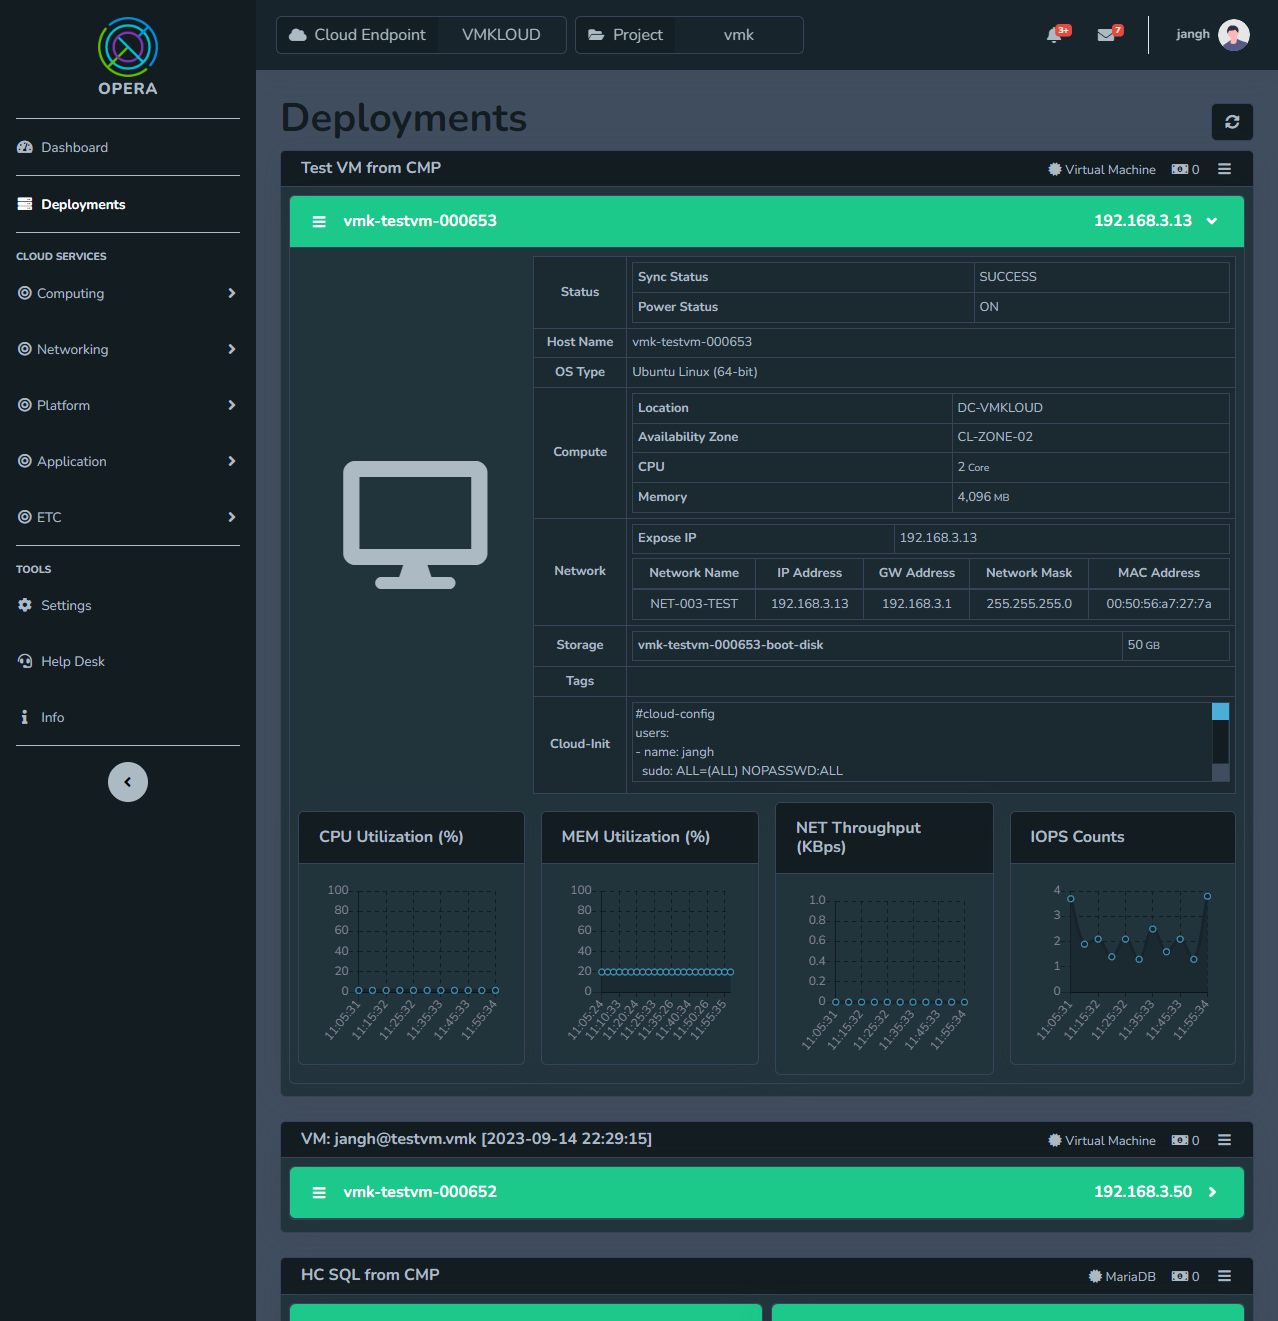 OPERA
Dashboard
Deployments
CLOUD SERVICES
Computing
Networking
Platform
Application
ETC
TOOLS
Settings
Help Desk
Info
Cloud Endpoint VMKLOUD Project vmk
3+ 7 jangh
Deployments
Test VM from CMP Virtual Machine 0
vmk-testvm-000653 192.168.3.13
Status
Sync Status SUCCESS
Power Status ON
Host Name vmk-testvm-000653
OS Type Ubuntu Linux (64-bit)
Compute
Location DC-VMKLOUD
Availability Zone CL-ZONE-02
CPU 2 Core
Memory 4,096 MB
Network
Expose IP 192.168.3.13
Network Name IP Address GW Address Network Mask MAC Address
NET-003-TEST 192.168.3.13 192.168.3.1 255.255.255.0 00:50:56:a7:27:7a
Storage vmk-testvm-000653-boot-disk 50 GB
Tags
Cloud-Init
#cloud-config
users:
- name: jangh
sudo: ALL=(ALL) NOPASSWD:ALL
CPU Utilization (%)
100
80
60
40
20
0
11:05:31 11:15:32 11:25:32 11:35:33 11:45:33 11:55:34
MEM Utilization (%)
100
80
60
40
20
0
11:05:24 11:10:33 11:20:24 11:25:33 11:35:26 11:40:34 11:50:26 11:55:35
NET Throughput
(KBps)
1.0
0.8
0.6
0.4
0.2
0
11:05:31 11:15:32 11:25:32 11:35:33 11:45:33 11:55:34
IOPS Counts
4
3
2
1
0
11:05:31 11:15:32 11:25:32 11:35:33 11:45:33 11:55:34
VM: jangh@testvm.vmk [2023-09-14 22:29:15] Virtual Machine 0
vmk-testvm-000652 192.168.3.50
HC SQL from CMP MariaDB 0